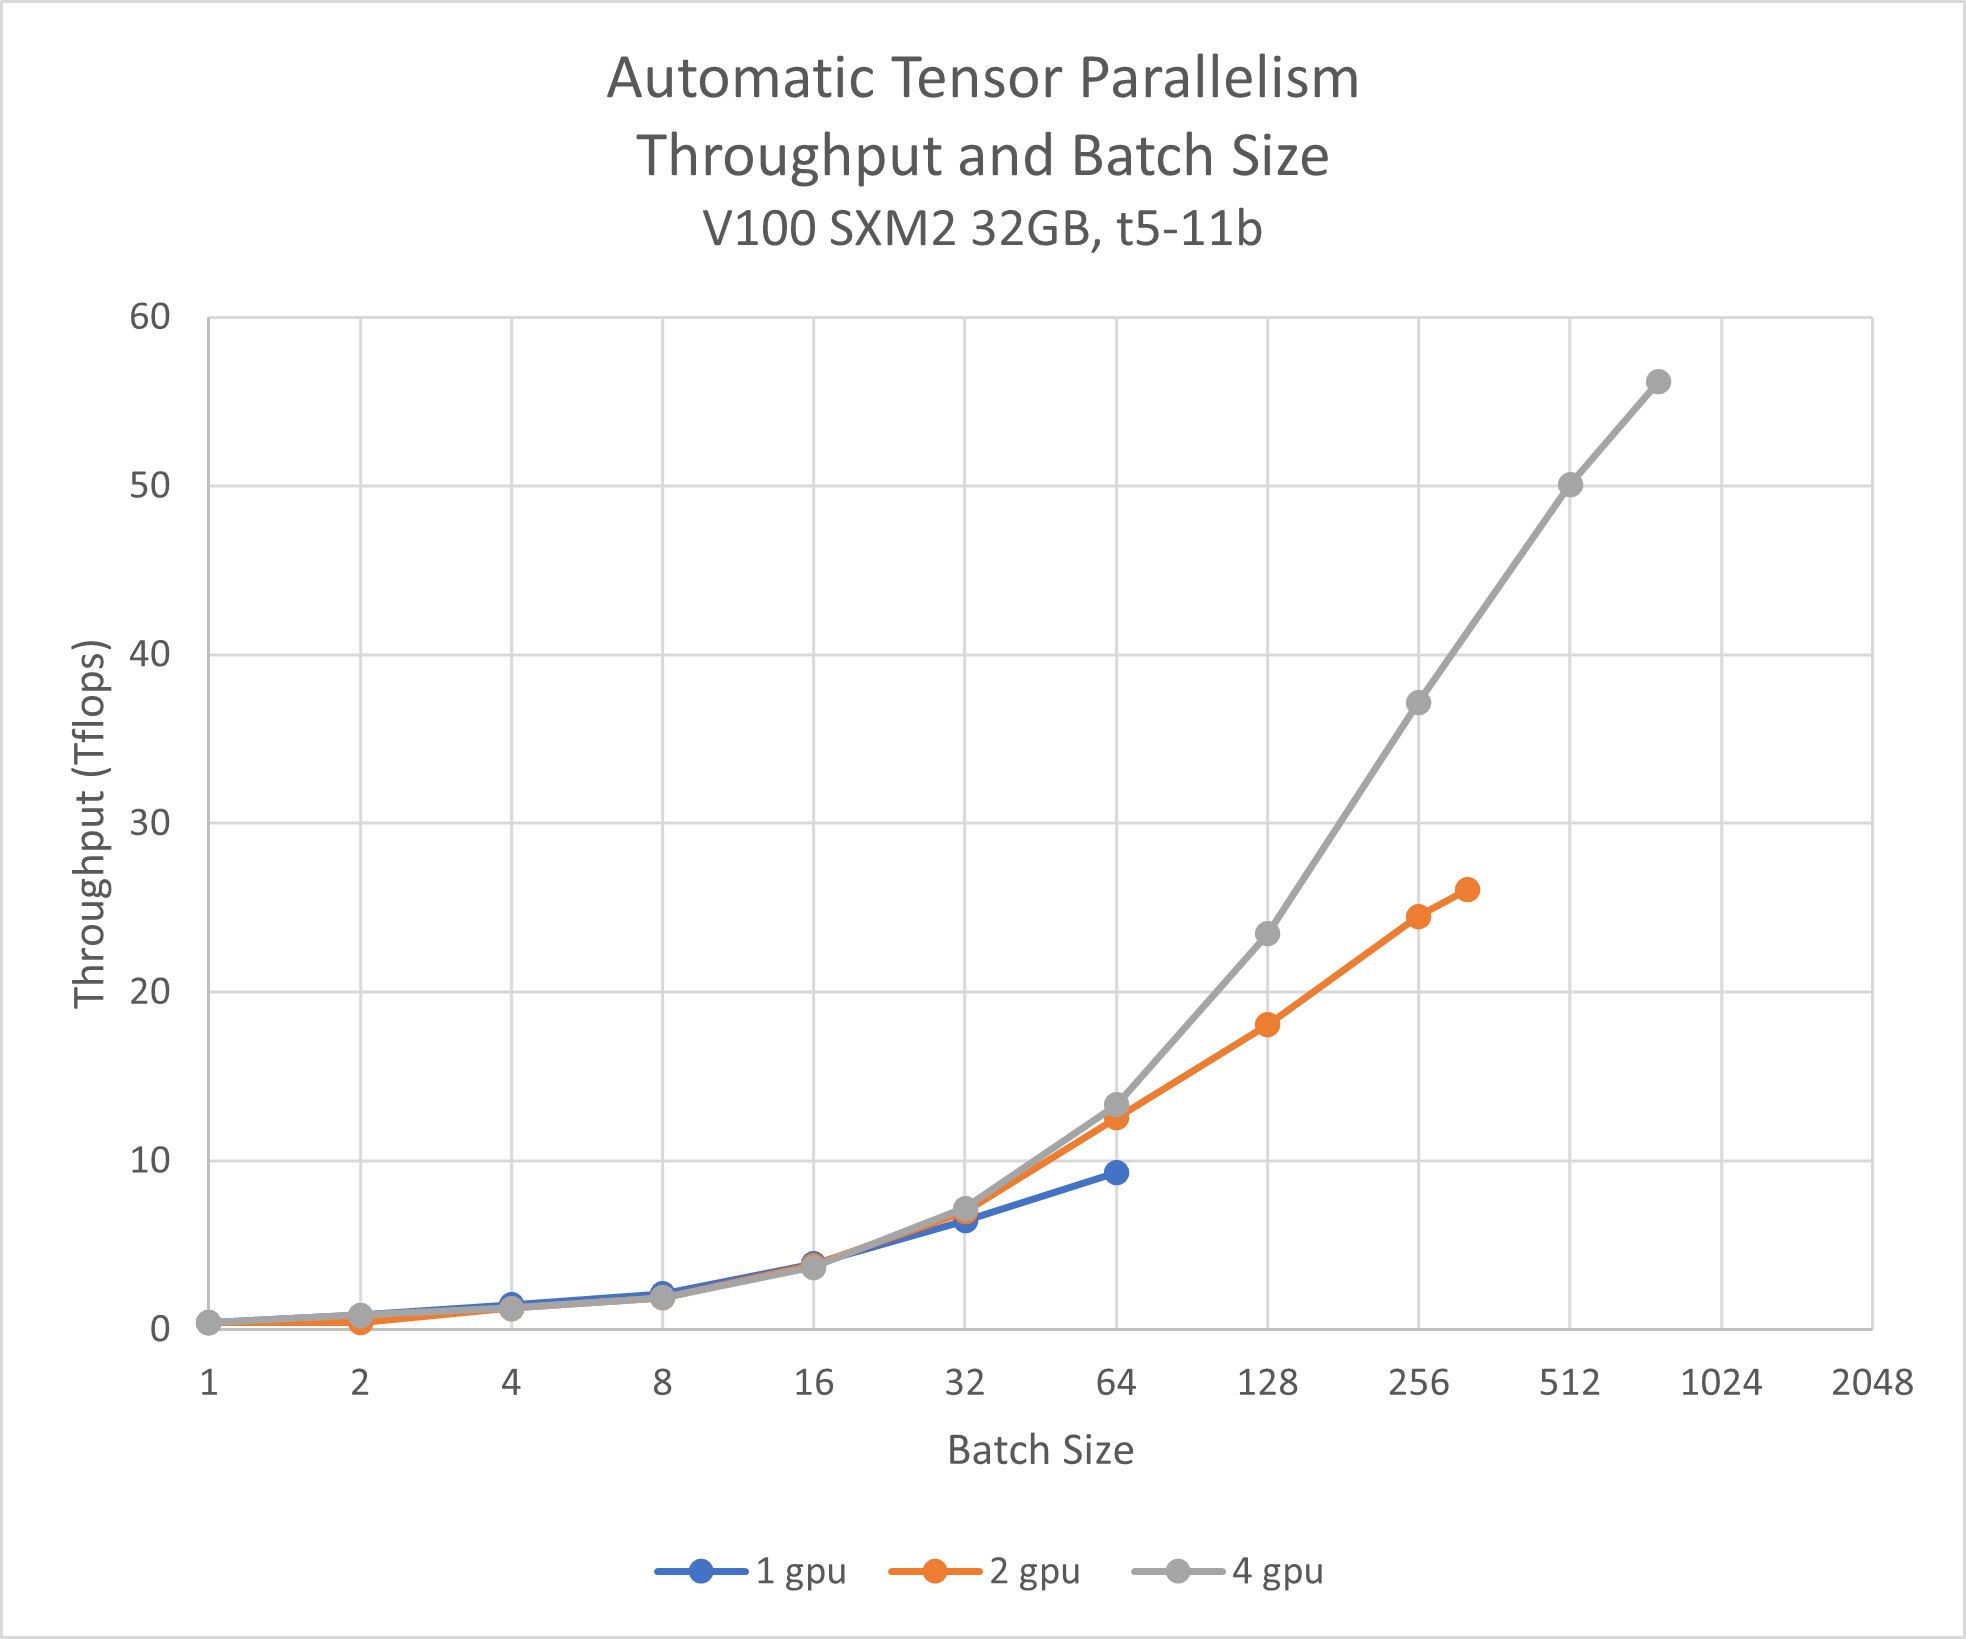 Automatic Tensor Parallelism
Throughput and Batch Size
V100 SXM2 32GB, t5-11b
60
50
40
30
20
10
0
Throughput (Tflops)
1 2 4 8 16 32 64 128 256 512 1024 2048
Batch Size
1 gpu 2 gpu 4 gpu